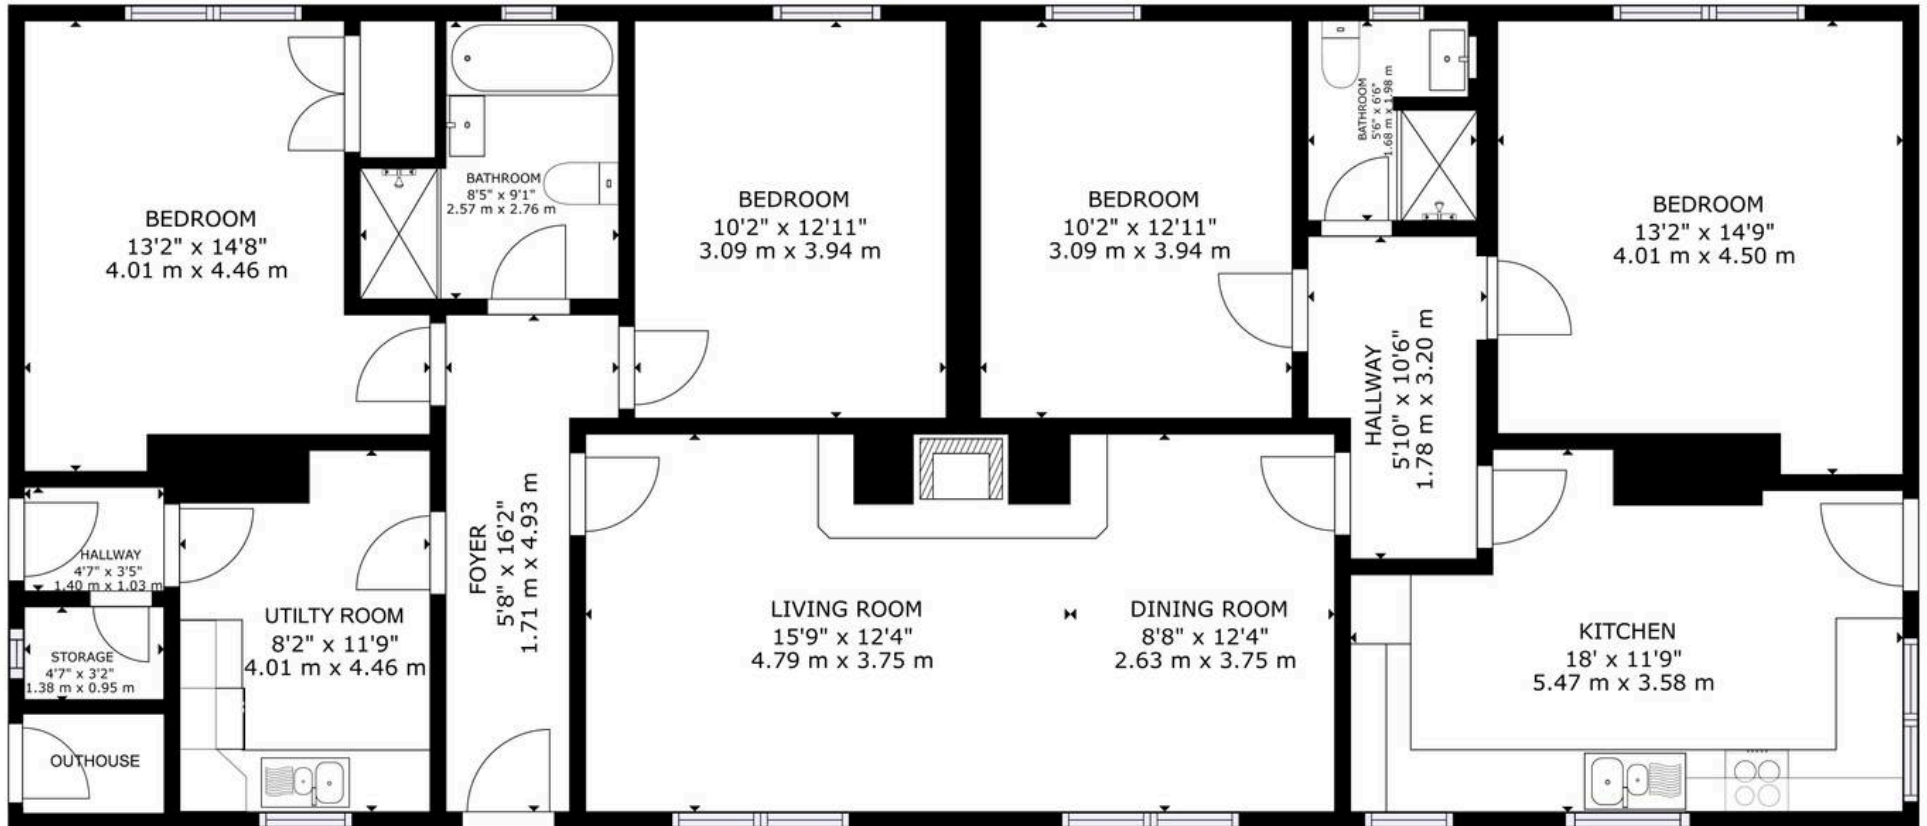 BEDROOM
13'2" x 14'8"
4.01 m x 4.46 m
BATHROOM
8'5" x 9'1"
2.57 m x 2.76 m
BEDROOM
10'2" x 12'11"
3.09 m x 3.94 m
BEDROOM
10'2" x 12'11"
3.09 m x 3.94 m
BATHROOM
5'6" x 6'6"
1.68 m x 1.98 m
BEDROOM
13'2" x 14'9"
4.01 m x 4.50 m
HALLWAY
5'10" x 10'6"
1.78 m x 3.20 m
HALLWAY
4'7" x 3'5"
1.40 m x 1.03 m
STORAGE
4'7" x 3'2"
1.38 m x 0.95 m
OUTHOUSE
UTILTY ROOM
8'2" x 11'9"
4.01 m x 4.46 m
FOYER
5'8" x 16'2"
1.71 m x 4.93 m
LIVING ROOM
15'9" x 12'4"
4.79 m x 3.75 m
DINING ROOM
8'8" x 12'4"
2.63 m x 3.75 m
KITCHEN
18' x 11'9"
5.47 m x 3.58 m